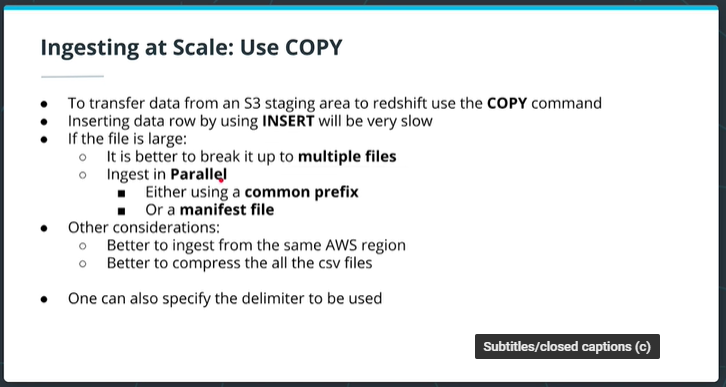 Ingesting at Scale: Use COPY
● To transfer data from an S3 staging area to redshift use the COPY command
● Inserting data row by using INSERT will be very slow
● If the file is large:
○ It is better to break it up to multiple files
○ Ingest in Parallel
■ Either using a common prefix
■ Or a manifest file
● Other considerations:
○ Better to ingest from the same AWS region
○ Better to compress the all the csv files
● One can also specify the delimiter to be used
Subtitles/closed captions (c)